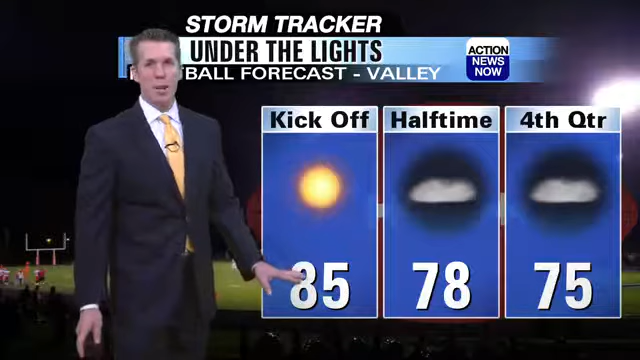 STORM TRACKER
UNDER THE LIGHTS
BALL FORECAST - VALLEY
ACTION
NEWS
NOW
Kick Off
Halftime
4th Qtr
85
78
75